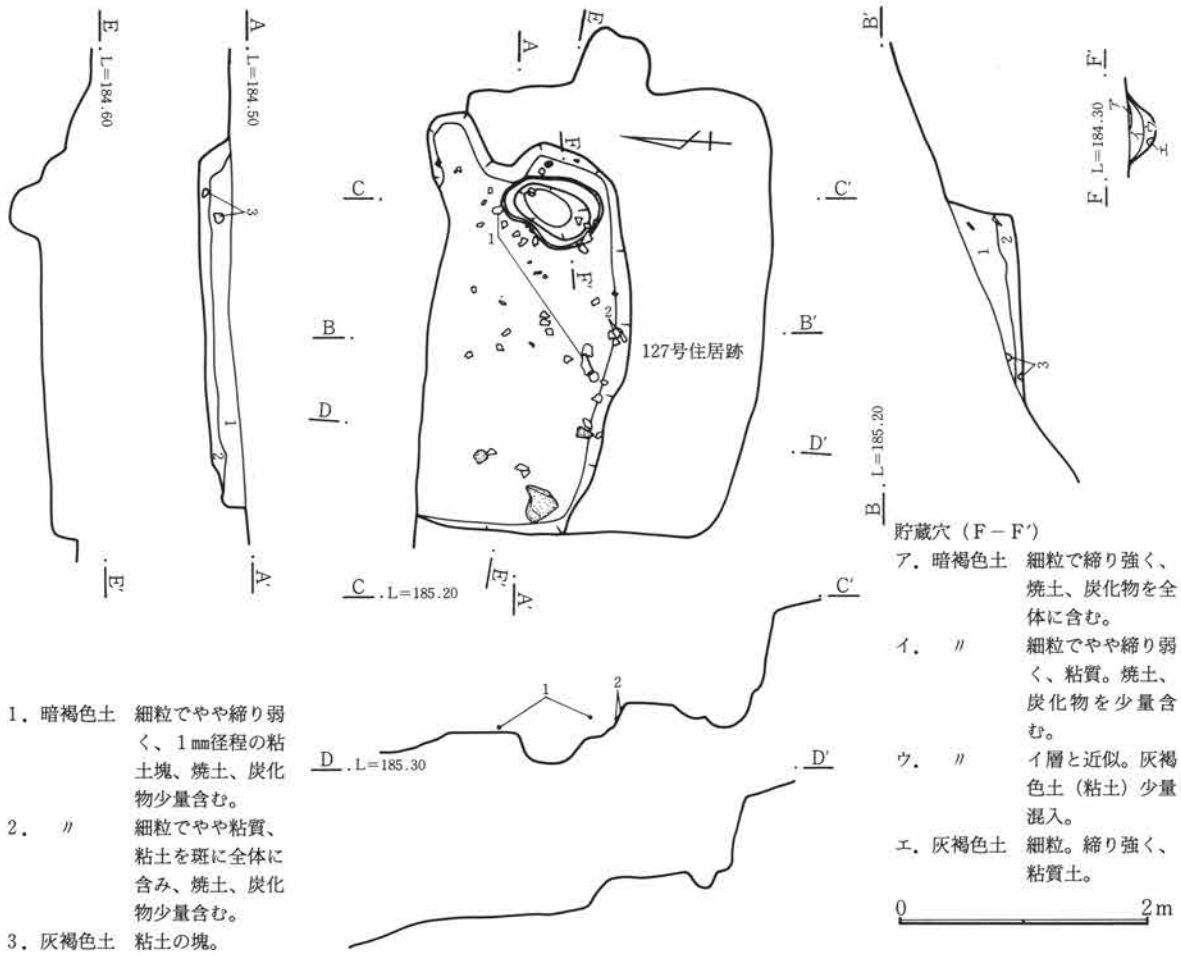 E
L=184.60
E'
A
L=184.50
3
1
2
A'
E
A
F
C
C'
1
F'
2
B
B'
127号住居跡
D
D'
E'
A'
B'
1
2
3
B
L=185.20
F'
ア
イ
ウ
エ
F
L=184.30
C
L=185.20
C'
1
2
D
L=185.30
D'
1. 暗褐色土 細粒でやや締り弱
く、1㎜径程の粘
土塊、焼土、炭化
物少量含む。
2. 〃 細粒でやや粘質、
粘土を斑に全体に
含み、焼土、炭化
物少量含む。
3. 灰褐色土 粘土の塊。
貯蔵穴（F－F'）
ア. 暗褐色土 細粒で締り強く、
焼土、炭化物を全
体に含む。
イ. 〃 細粒でやや締り弱
く、粘質。焼土、
炭化物を少量含
む。
ウ. 〃 イ層と近似。灰褐
色土（粘土）少量
混入。
エ. 灰褐色土 細粒。締り強く、
粘質土。
0 2m